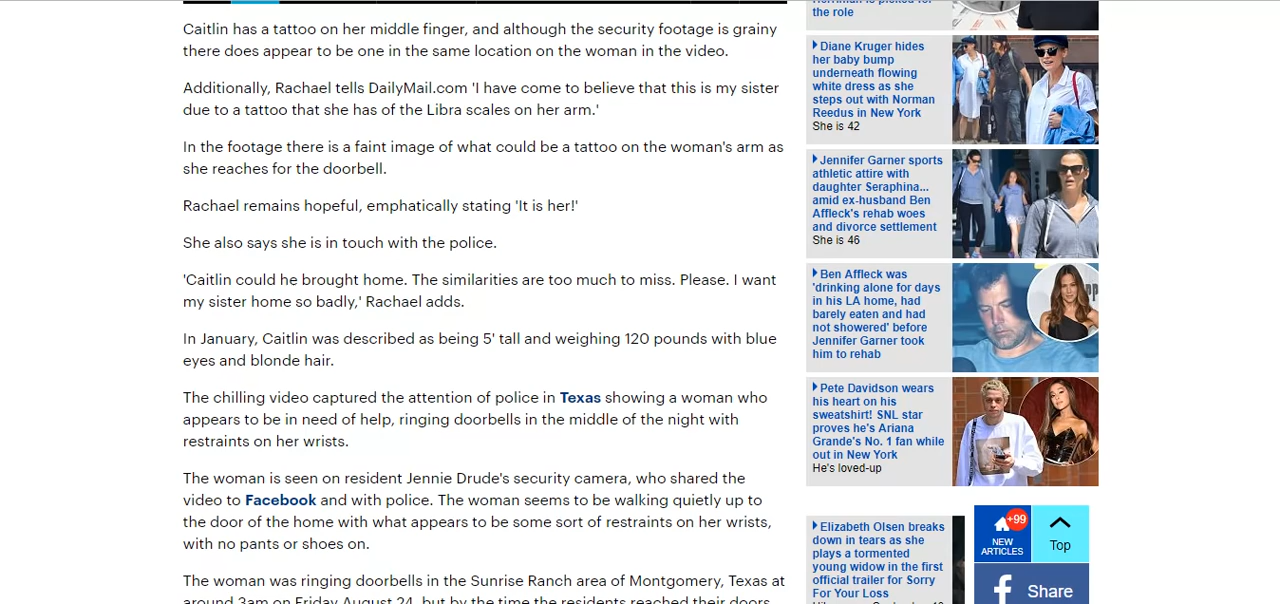 Caitlin has a tattoo on her middle finger, and although the security footage is grainy
there does appear to be one in the same location on the woman in the video.
Additionally, Rachael tells DailyMail.com 'I have come to believe that this is my sister
due to a tattoo that she has of the Libra scales on her arm.'
In the footage there is a faint image of what could be a tattoo on the woman's arm as
she reaches for the doorbell.
Rachael remains hopeful, emphatically stating 'It is her!'
She also says she is in touch with the police.
'Caitlin could he brought home. The similarities are too much to miss. Please. I want
my sister home so badly,' Rachael adds.
In January, Caitlin was described as being 5' tall and weighing 120 pounds with blue
eyes and blonde hair.
The chilling video captured the attention of police in Texas showing a woman who
appears to be in need of help, ringing doorbells in the middle of the night with
restraints on her wrists.
The woman is seen on resident Jennie Drude's security camera, who shared the
video to Facebook and with police. The woman seems to be walking quietly up to
the door of the home with what appears to be some sort of restraints on her wrists,
with no pants or shoes on.
The woman was ringing doorbells in the Sunrise Ranch area of Montgomery, Texas at
around 3am on Friday August 24, but by the time the residents reached their doors
the role
Diane Kruger hides
her baby bump
underneath flowing
white dress as she
steps out with Norman
Reedus in New York
She is 42
Jennifer Garner sports
athletic attire with
daughter Seraphina...
amid ex-husband Ben
Affleck's rehab woes
and divorce settlement
She is 46
Ben Affleck was
'drinking alone for days
in his LA home, had
barely eaten and had
not showered' before
Jennifer Garner took
him to rehab
Pete Davidson wears
his heart on his
sweatshirt! SNL star
proves he's Ariana
Grande's No. 1 fan while
out in New York
He's loved-up
Elizabeth Olsen breaks
down in tears as she
plays a tormented
young widow in the first
official trailer for Sorry
For Your Loss
+99
NEW
ARTICLES
Top
Share